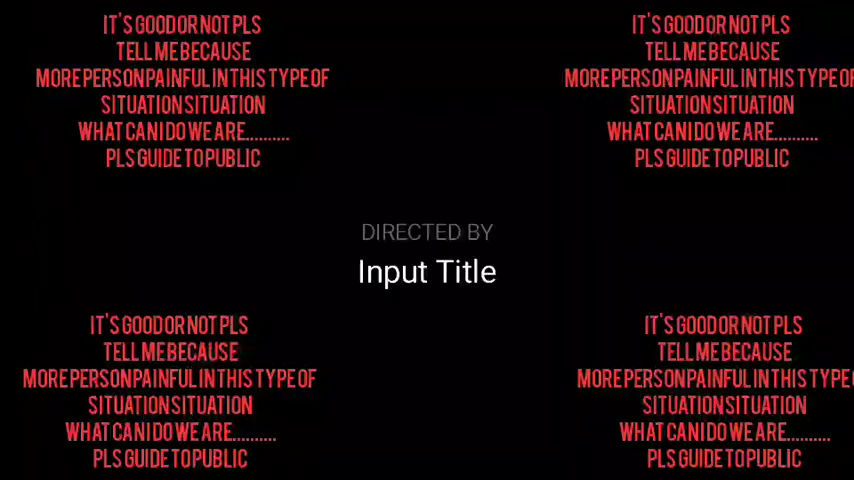 IT'S GOOD OR NOT PLS
TELL ME BECAUSE
MORE PERSON PAINFUL IN THIS TYPE OF
SITUATION SITUATION
WHAT CAN I DO WE ARE..........
PLS GUIDE TO PUBLIC
IT'S GOOD OR NOT PLS
TELL ME BECAUSE
MORE PERSON PAINFUL IN THIS TYPE OF
SITUATION SITUATION
WHAT CAN I DO WE ARE..........
PLS GUIDE TO PUBLIC
DIRECTED BY
Input Title
IT'S GOOD OR NOT PLS
TELL ME BECAUSE
MORE PERSON PAINFUL IN THIS TYPE OF
SITUATION SITUATION
WHAT CAN I DO WE ARE..........
PLS GUIDE TO PUBLIC
IT'S GOOD OR NOT PLS
TELL ME BECAUSE
MORE PERSON PAINFUL IN THIS TYPE
SITUATION SITUATION
WHAT CAN I DO WE ARE..........
PLS GUIDE TO PUBLIC